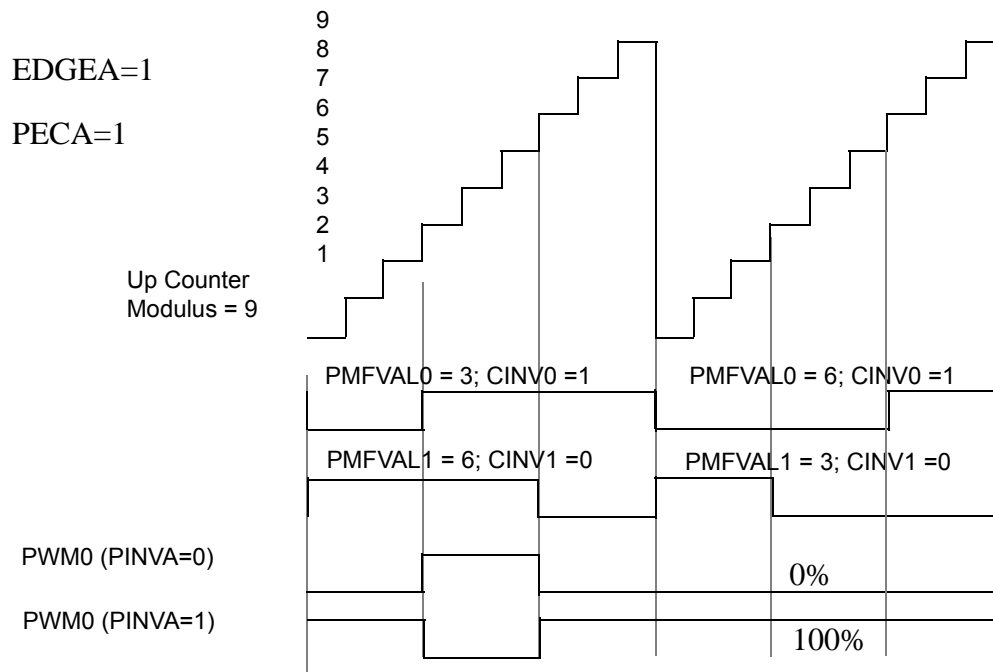 9
8
EDGEA=1
7
6
PECA=1
5
4
3
2
1
Up Counter
Modulus = 9
PMFVAL0 = 3; CINV0 =1
PMFVAL0 = 6; CINV0 =1
PMFVAL1 = 6; CINV1 =0
PMFVAL1 = 3; CINV1 =0
PWM0 (PINVA=0)
0%
PWM0 (PINVA=1)
100%